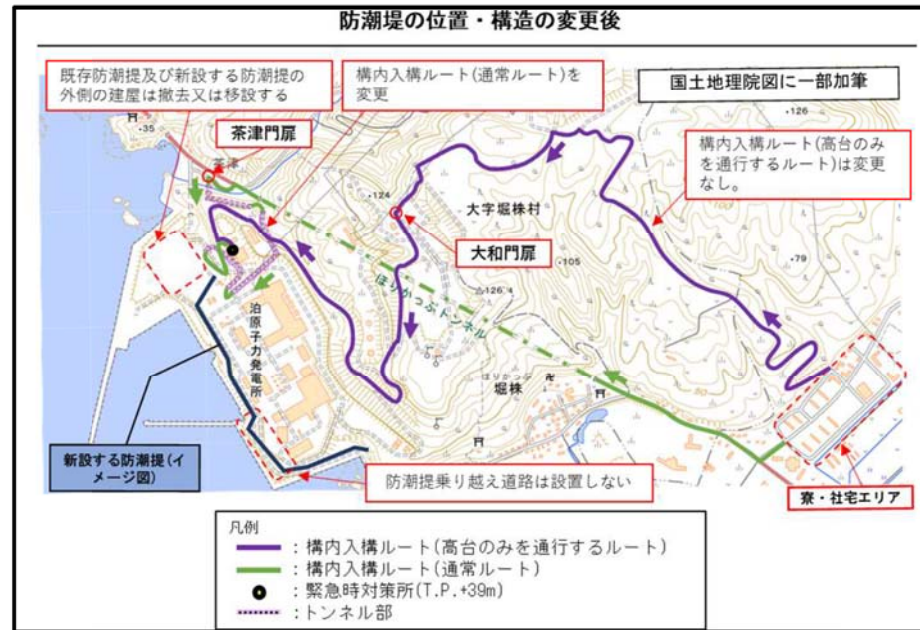 防潮堤の位置・構造の変更後
既存防潮堤及び新設する防潮堤の
外側の建屋は撤去又は移設する
構内入構ルート(通常ルート)を
変更
国土地理院図に一部加筆
茶津門扉
構内入構ルート(高台のみ
を通行するルート)は変更
なし。
・35
茶津
・124
・126
大字堀株村
大和門扉
・105
・79
126.4
ほりかっぷトンネル
泊原子力発電所
ほりかっぷ
堀株
新設する防潮堤(イ
メージ図)
防潮堤乗り越え道路は設置しない
寮・社宅エリア
凡例
：構内入構ルート(高台のみを通行するルート)
：構内入構ルート(通常ルート)
：緊急時対策所(T.P.+39m)
：トンネル部